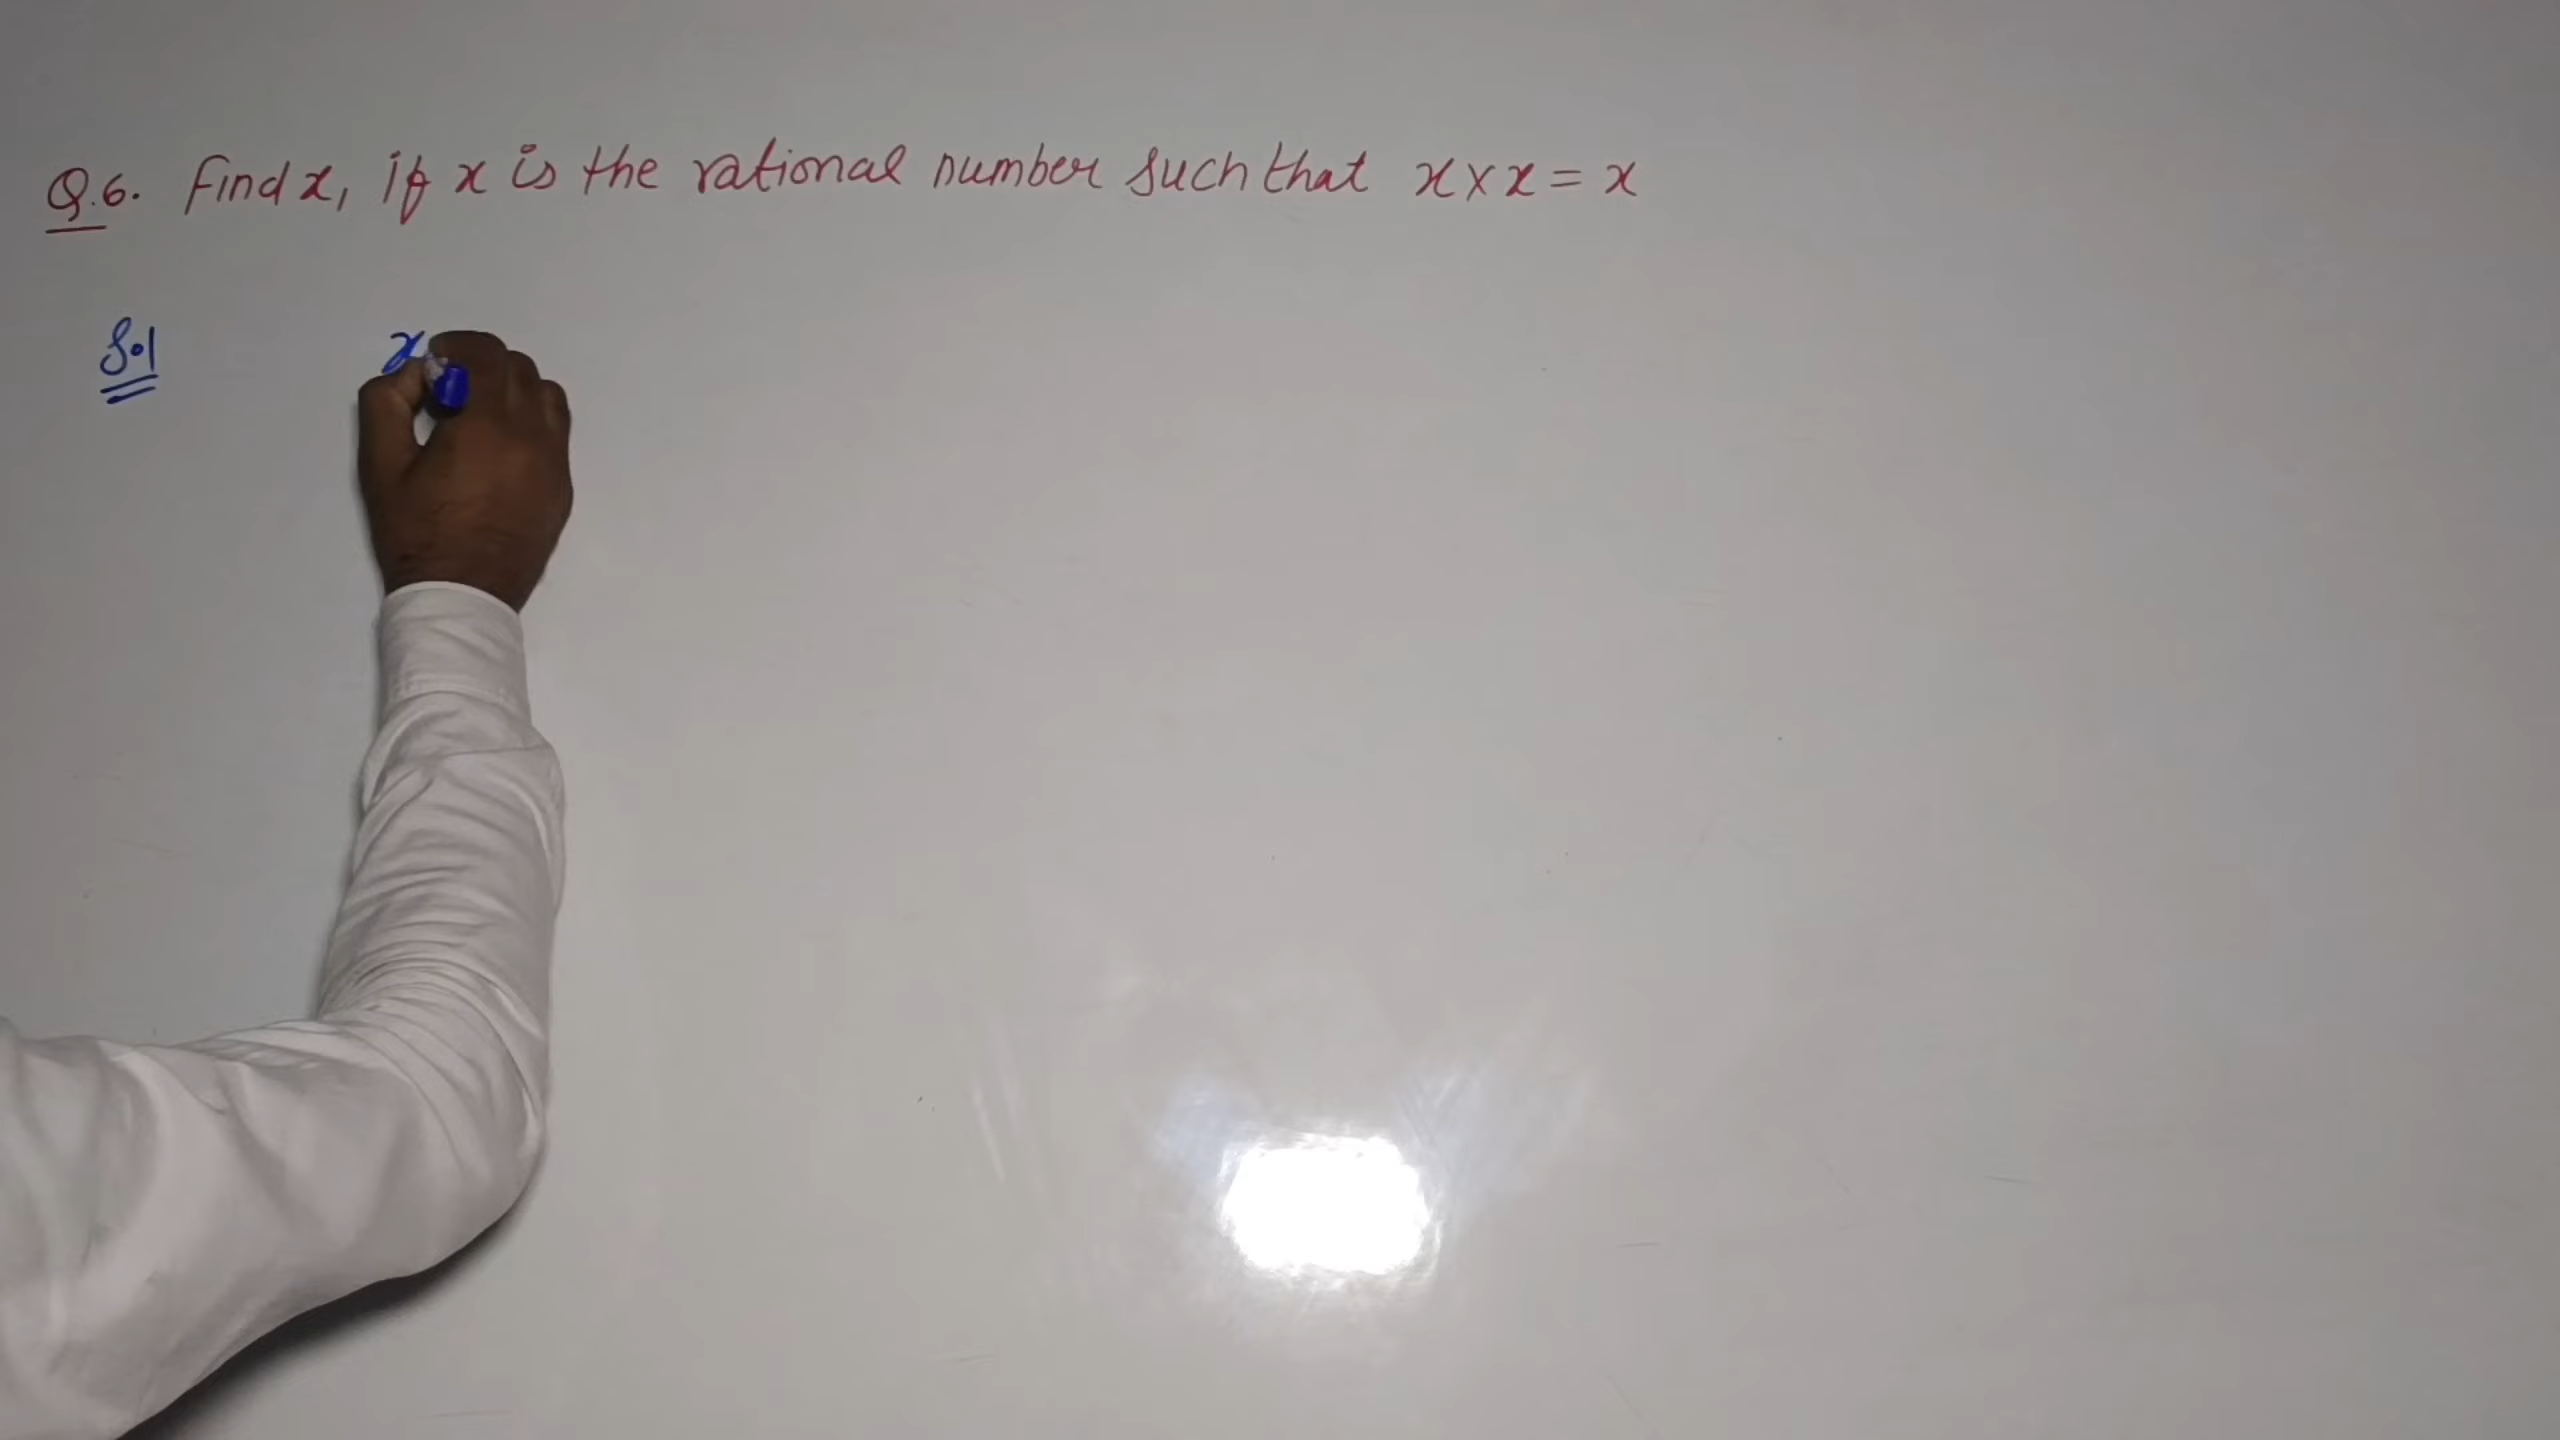 Q.6. Find x, if x is the rational number such that x×x = x
Sol
x